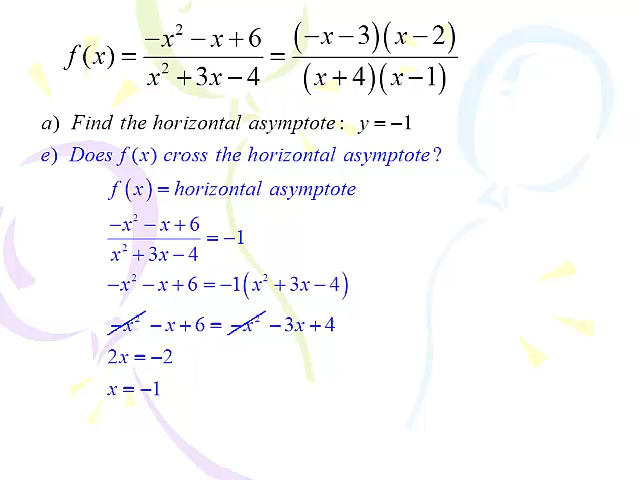 f(x) = (−x² − x + 6)/(x² + 3x − 4) = ((−x − 3)(x − 2))/((x + 4)(x − 1))
a) Find the horizontal asymptote: y = −1
e) Does f(x) cross the horizontal asymptote?
f(x) = horizontal asymptote
(−x² − x + 6)/(x² + 3x − 4) = −1
−x² − x + 6 = −1(x² + 3x − 4)
−x² − x + 6 = −x² − 3x + 4
2x = −2
x = −1